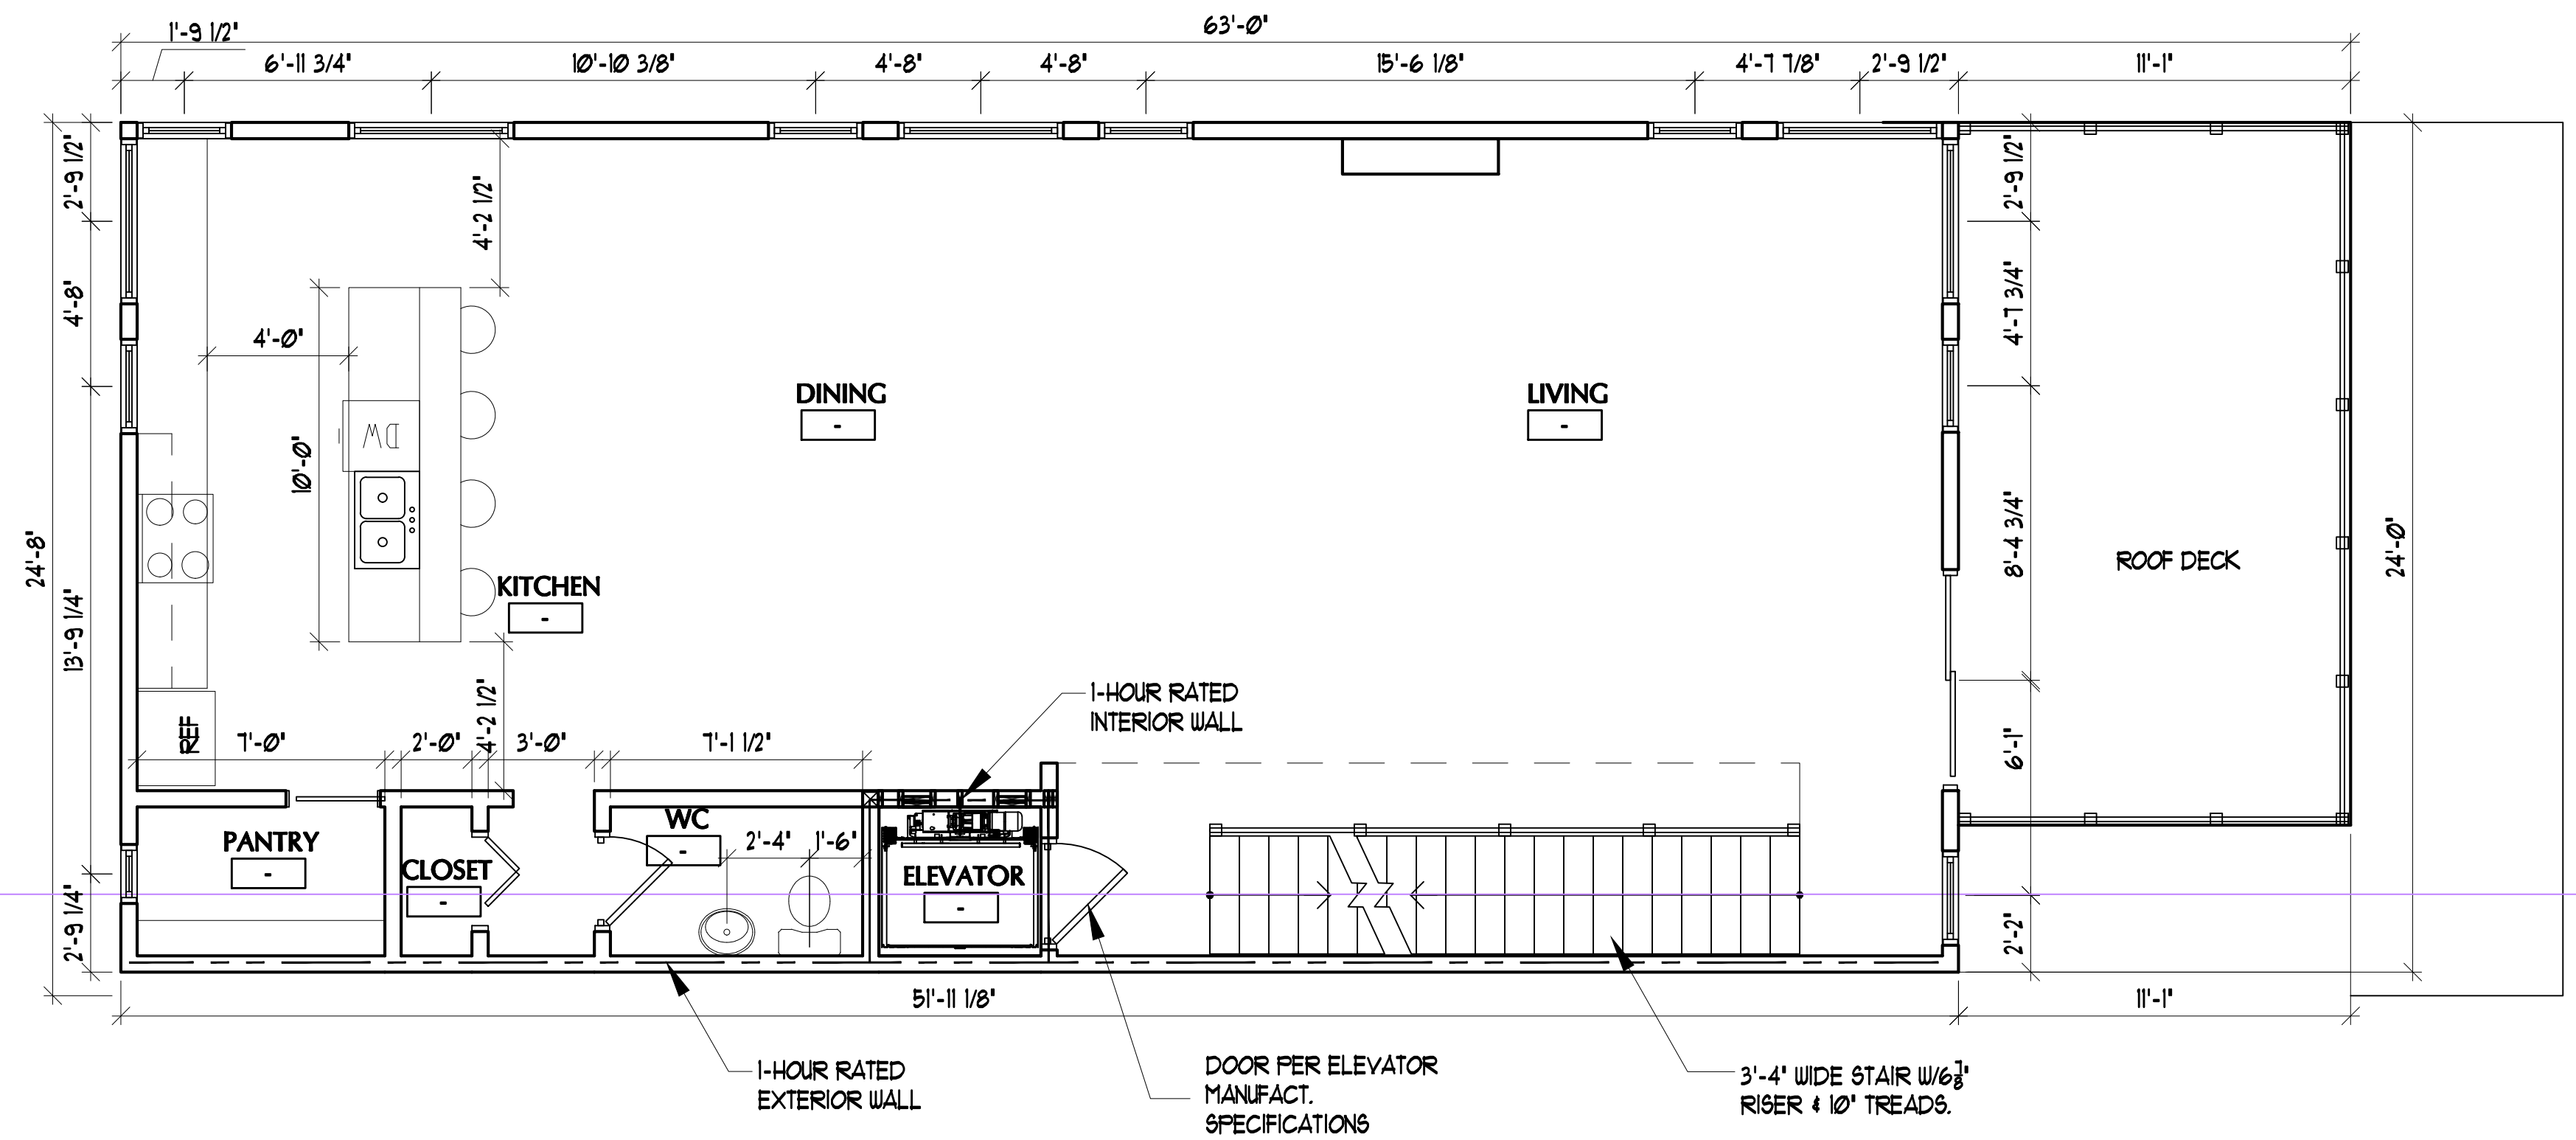 63'-0"
1'-9 1/2"
6'-11 3/4"
10'-10 3/8"
4'-8"
4'-8"
15'-6 1/8"
4'-7 7/8"
2'-9 1/2"
11'-1"
2'-9 1/2"
4'-2 1/2"
2'-9 1/2"
4'-8"
4'-0"
4'-7 3/4"
DINING
-
LIVING
-
DW
10'-0"
24'-8"
8'-4 3/4"
24'-0"
ROOF DECK
KITCHEN
-
13'-9 1/4"
1-HOUR RATED
INTERIOR WALL
4'-2 1/2"
REF
7'-0"
2'-0"
3'-0"
7'-1 1/2"
6'-1"
PANTRY
-
CLOSET
-
WC
-
2'-4"
1'-6"
ELEVATOR
-
2'-9 1/4"
2'-2"
51'-11 1/8"
11'-1"
1-HOUR RATED
EXTERIOR WALL
DOOR PER ELEVATOR
MANUFACT.
SPECIFICATIONS
3'-4" WIDE STAIR W/6 7/8"
RISER & 10" TREADS.